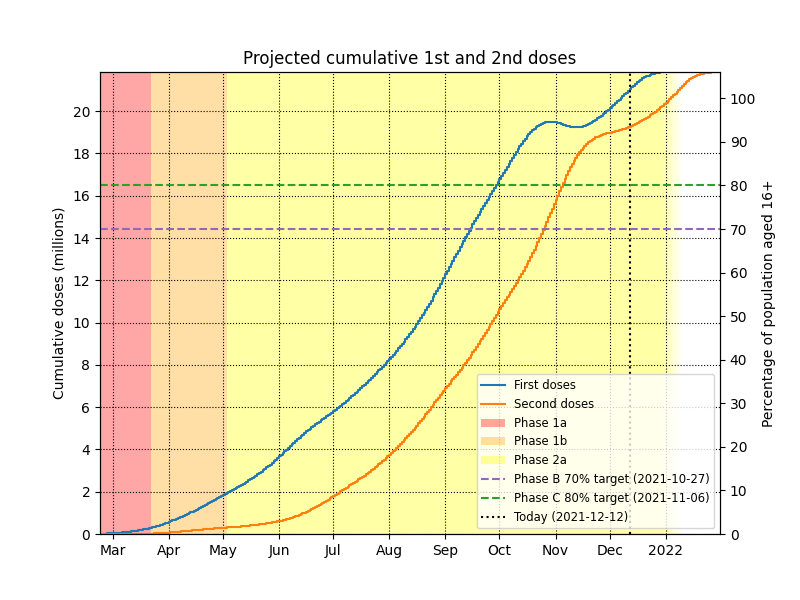 Projected cumulative 1st and 2nd doses
Cumulative doses (millions)
20
18
16
14
12
10
8
6
4
2
0
100
90
80
70
60
50
40
30
20
10
0
Percentage of population aged 16+
First doses
Second doses
Phase 1a
Phase 1b
Phase 2a
Phase B 70% target (2021-10-27)
Phase C 80% target (2021-11-06)
Today (2021-12-12)
Mar Apr May Jun Jul Aug Sep Oct Nov Dec 2022